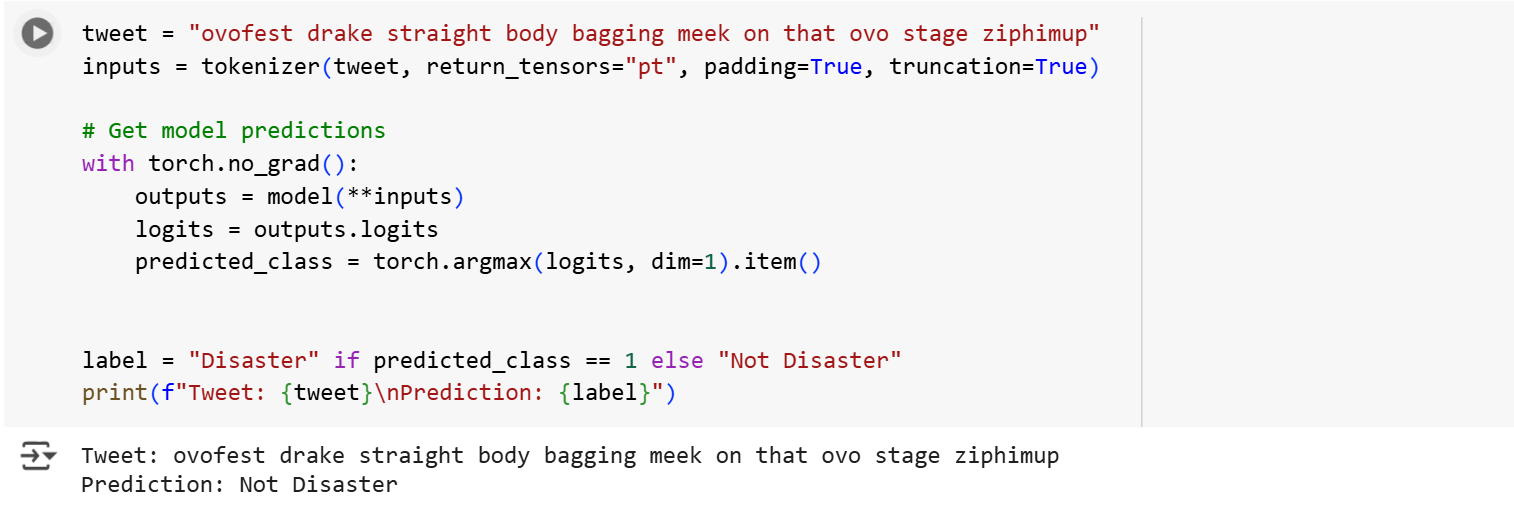 tweet = "ovofest drake straight body bagging meek on that ovo stage ziphimup"
inputs = tokenizer(tweet, return_tensors="pt", padding=True, truncation=True)
# Get model predictions
with torch.no_grad():
    outputs = model(**inputs)
    logits = outputs.logits
    predicted_class = torch.argmax(logits, dim=1).item()
label = "Disaster" if predicted_class == 1 else "Not Disaster"
print(f"Tweet: {tweet}\nPrediction: {label}")
Tweet: ovofest drake straight body bagging meek on that ovo stage ziphimup
Prediction: Not Disaster